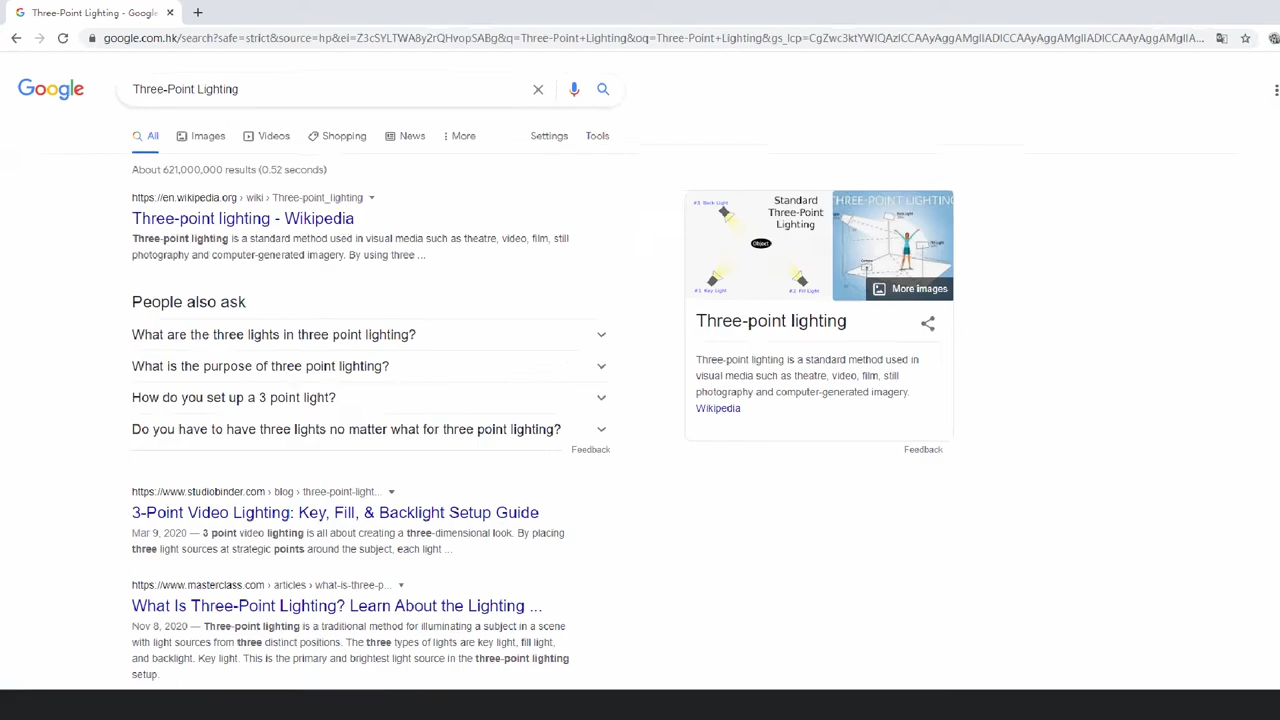 Three-Point Lighting - Google
google.com.hk/search?safe=strict&source=hp&ei=Z3cSYLTWA8y2rQHvopSABg&q=Three-Point+Lighting&oq=Three-Point+Lighting&gs_lcp=CgZwc3ktYWIQAzICCAAyAggAMgIIADICCAAyAggAMgIIADICCAAyAggAMgIIA...
Google
Three-Point Lighting
All Images Videos Shopping News More Settings Tools
About 621,000,000 results (0.52 seconds)
https://en.wikipedia.org › wiki › Three-point_lighting
Three-point lighting - Wikipedia
Three-point lighting is a standard method used in visual media such as theatre, video, film, still
photography and computer-generated imagery. By using three ...
People also ask
What are the three lights in three point lighting?
What is the purpose of three point lighting?
How do you set up a 3 point light?
Do you have to have three lights no matter what for three point lighting?
Feedback
https://www.studiobinder.com › blog › three-point-light...
3-Point Video Lighting: Key, Fill, & Backlight Setup Guide
Mar 9, 2020 — 3 point video lighting is all about creating a three-dimensional look. By placing
three light sources at strategic points around the subject, each light ...
https://www.masterclass.com › articles › what-is-three-p...
What Is Three-Point Lighting? Learn About the Lighting ...
Nov 8, 2020 — Three-point lighting is a traditional method for illuminating a subject in a scene
with light sources from three distinct positions. The three types of lights are key light, fill light,
and backlight. Key light. This is the primary and brightest light source in the three-point lighting
setup.
#3 Back Light
Standard
Three-Point
Lighting
Object
#1 Key Light
#2 Fill Light
THREE-POINT LIGHTING
More images
Three-point lighting
Three-point lighting is a standard method used in
visual media such as theatre, video, film, still
photography and computer-generated imagery.
Wikipedia
Feedback